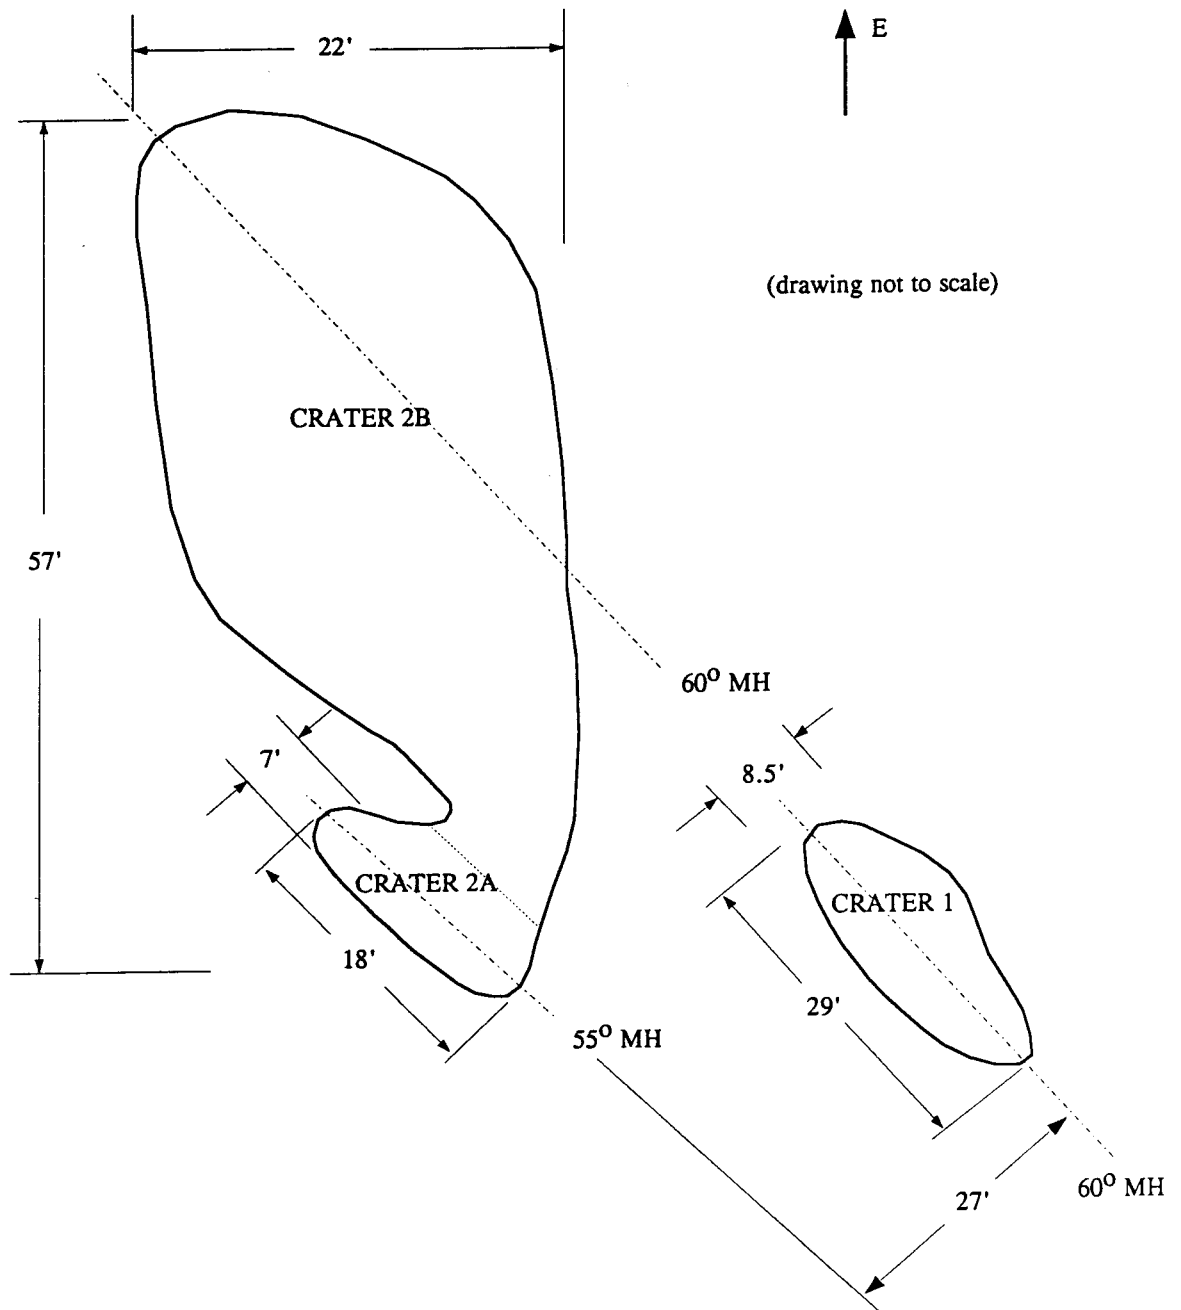 22'
E
(drawing not to scale)
CRATER 2B
57'
60° MH
7'
8.5'
CRATER 2A
CRATER 1
18'
29'
55° MH
27'
60° MH